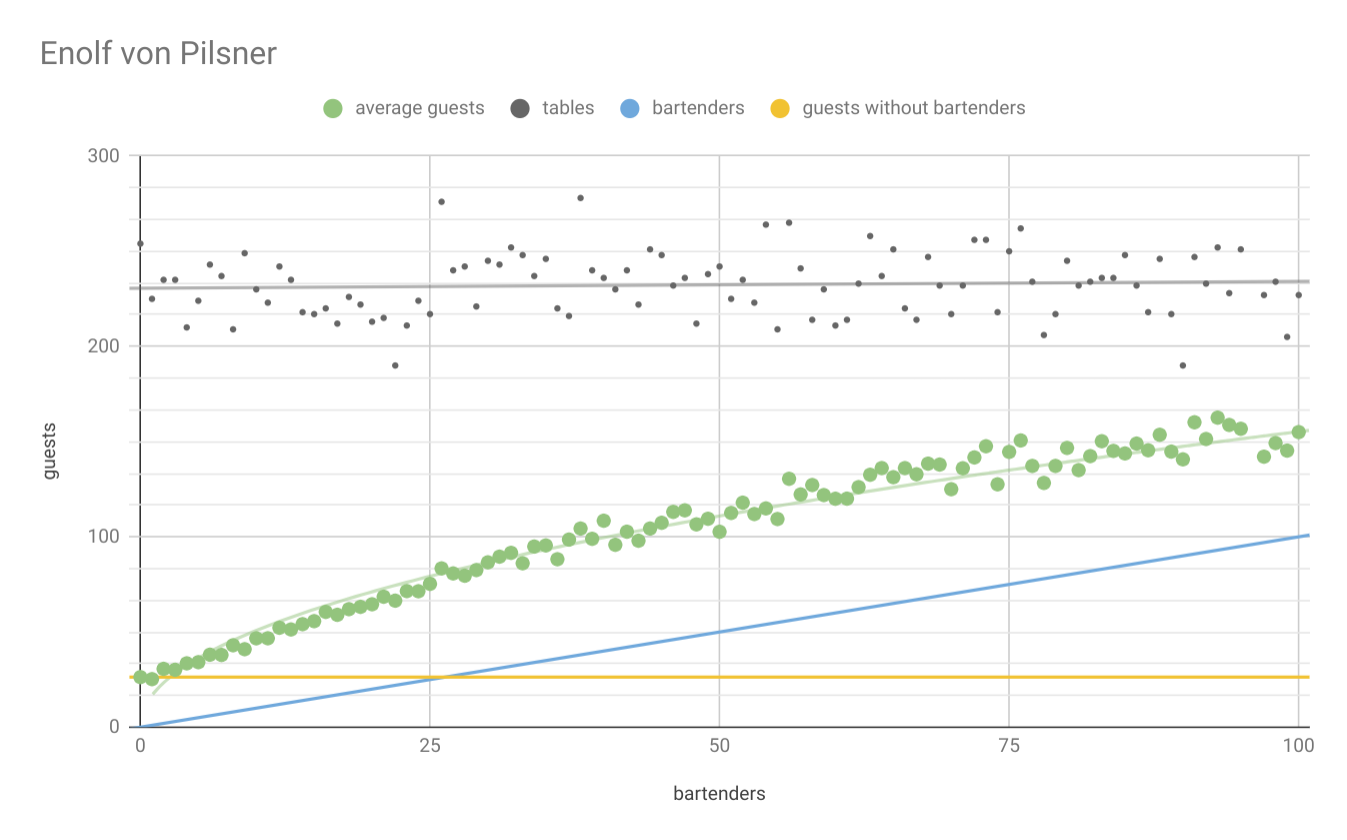 Enolf von Pilsner
average guests tables bartenders guests without bartenders
300
200
100
0
guests
0 25 50 75 100
bartenders